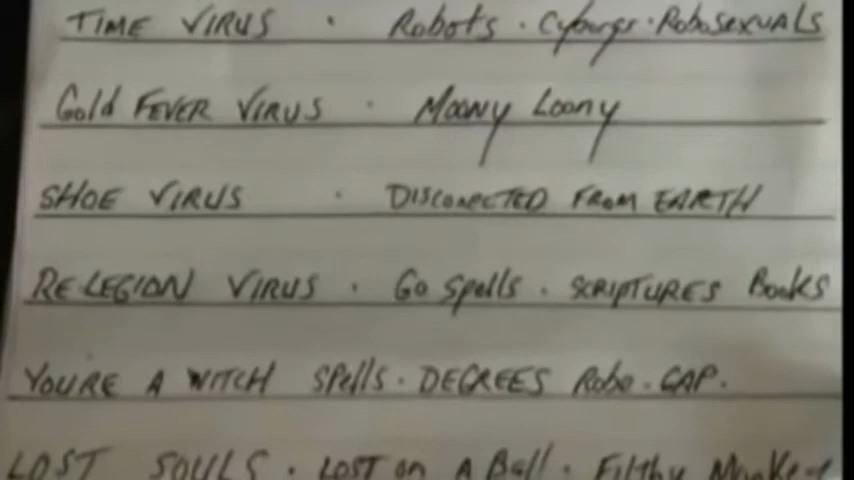 TIME VIRUS · Robots · Cyborgs · RoboSEXUALS
Gold FEVER VIRUS · Moony Loony
SHOE VIRUS · DISCONECTED FROM EARTH
RELEGION VIRUS · Go Spells · SCRIPTURES Books
YOURE A WITCH SPells · DEGREES Robe · CAP.
LOST SOULS · LOST on A Ball · Filthy